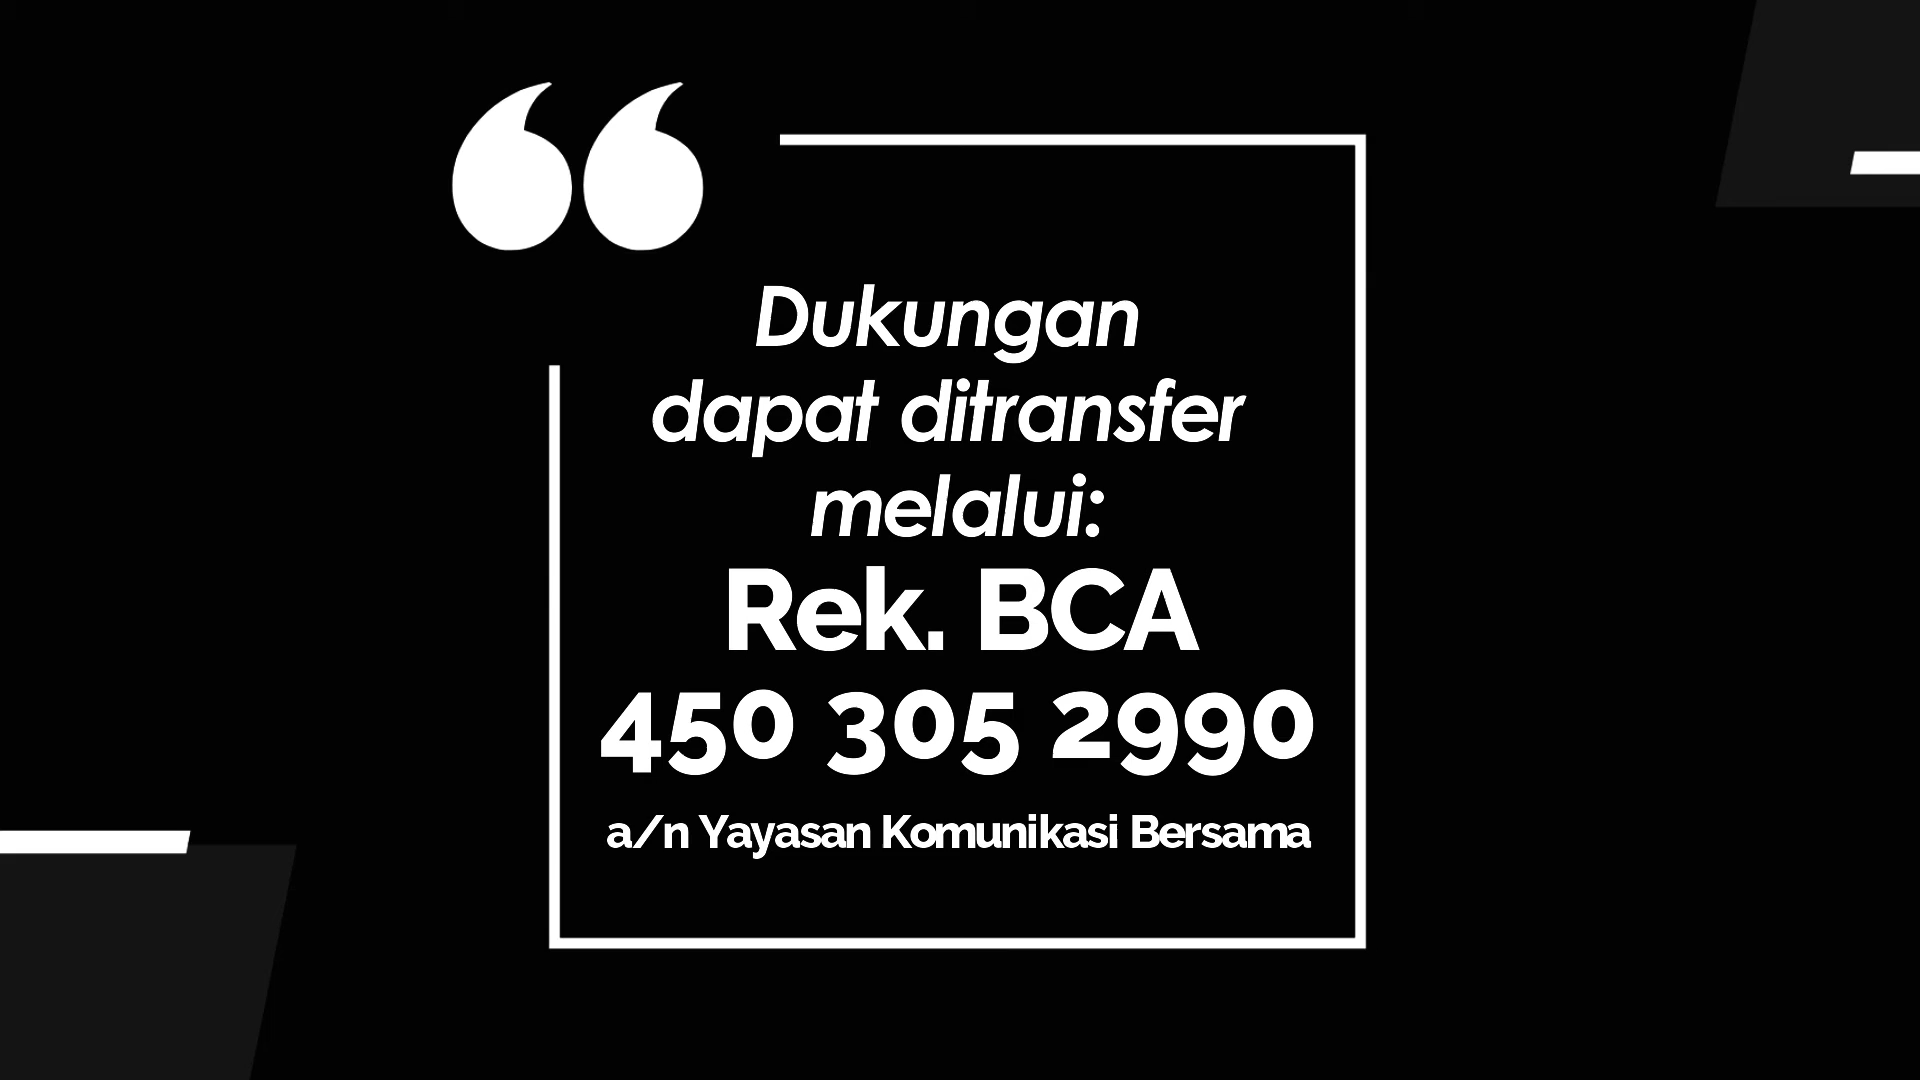 Dukungan
dapat ditransfer
melalui:
Rek. BCA
450 305 2990
a/n Yayasan Komunikasi Bersama